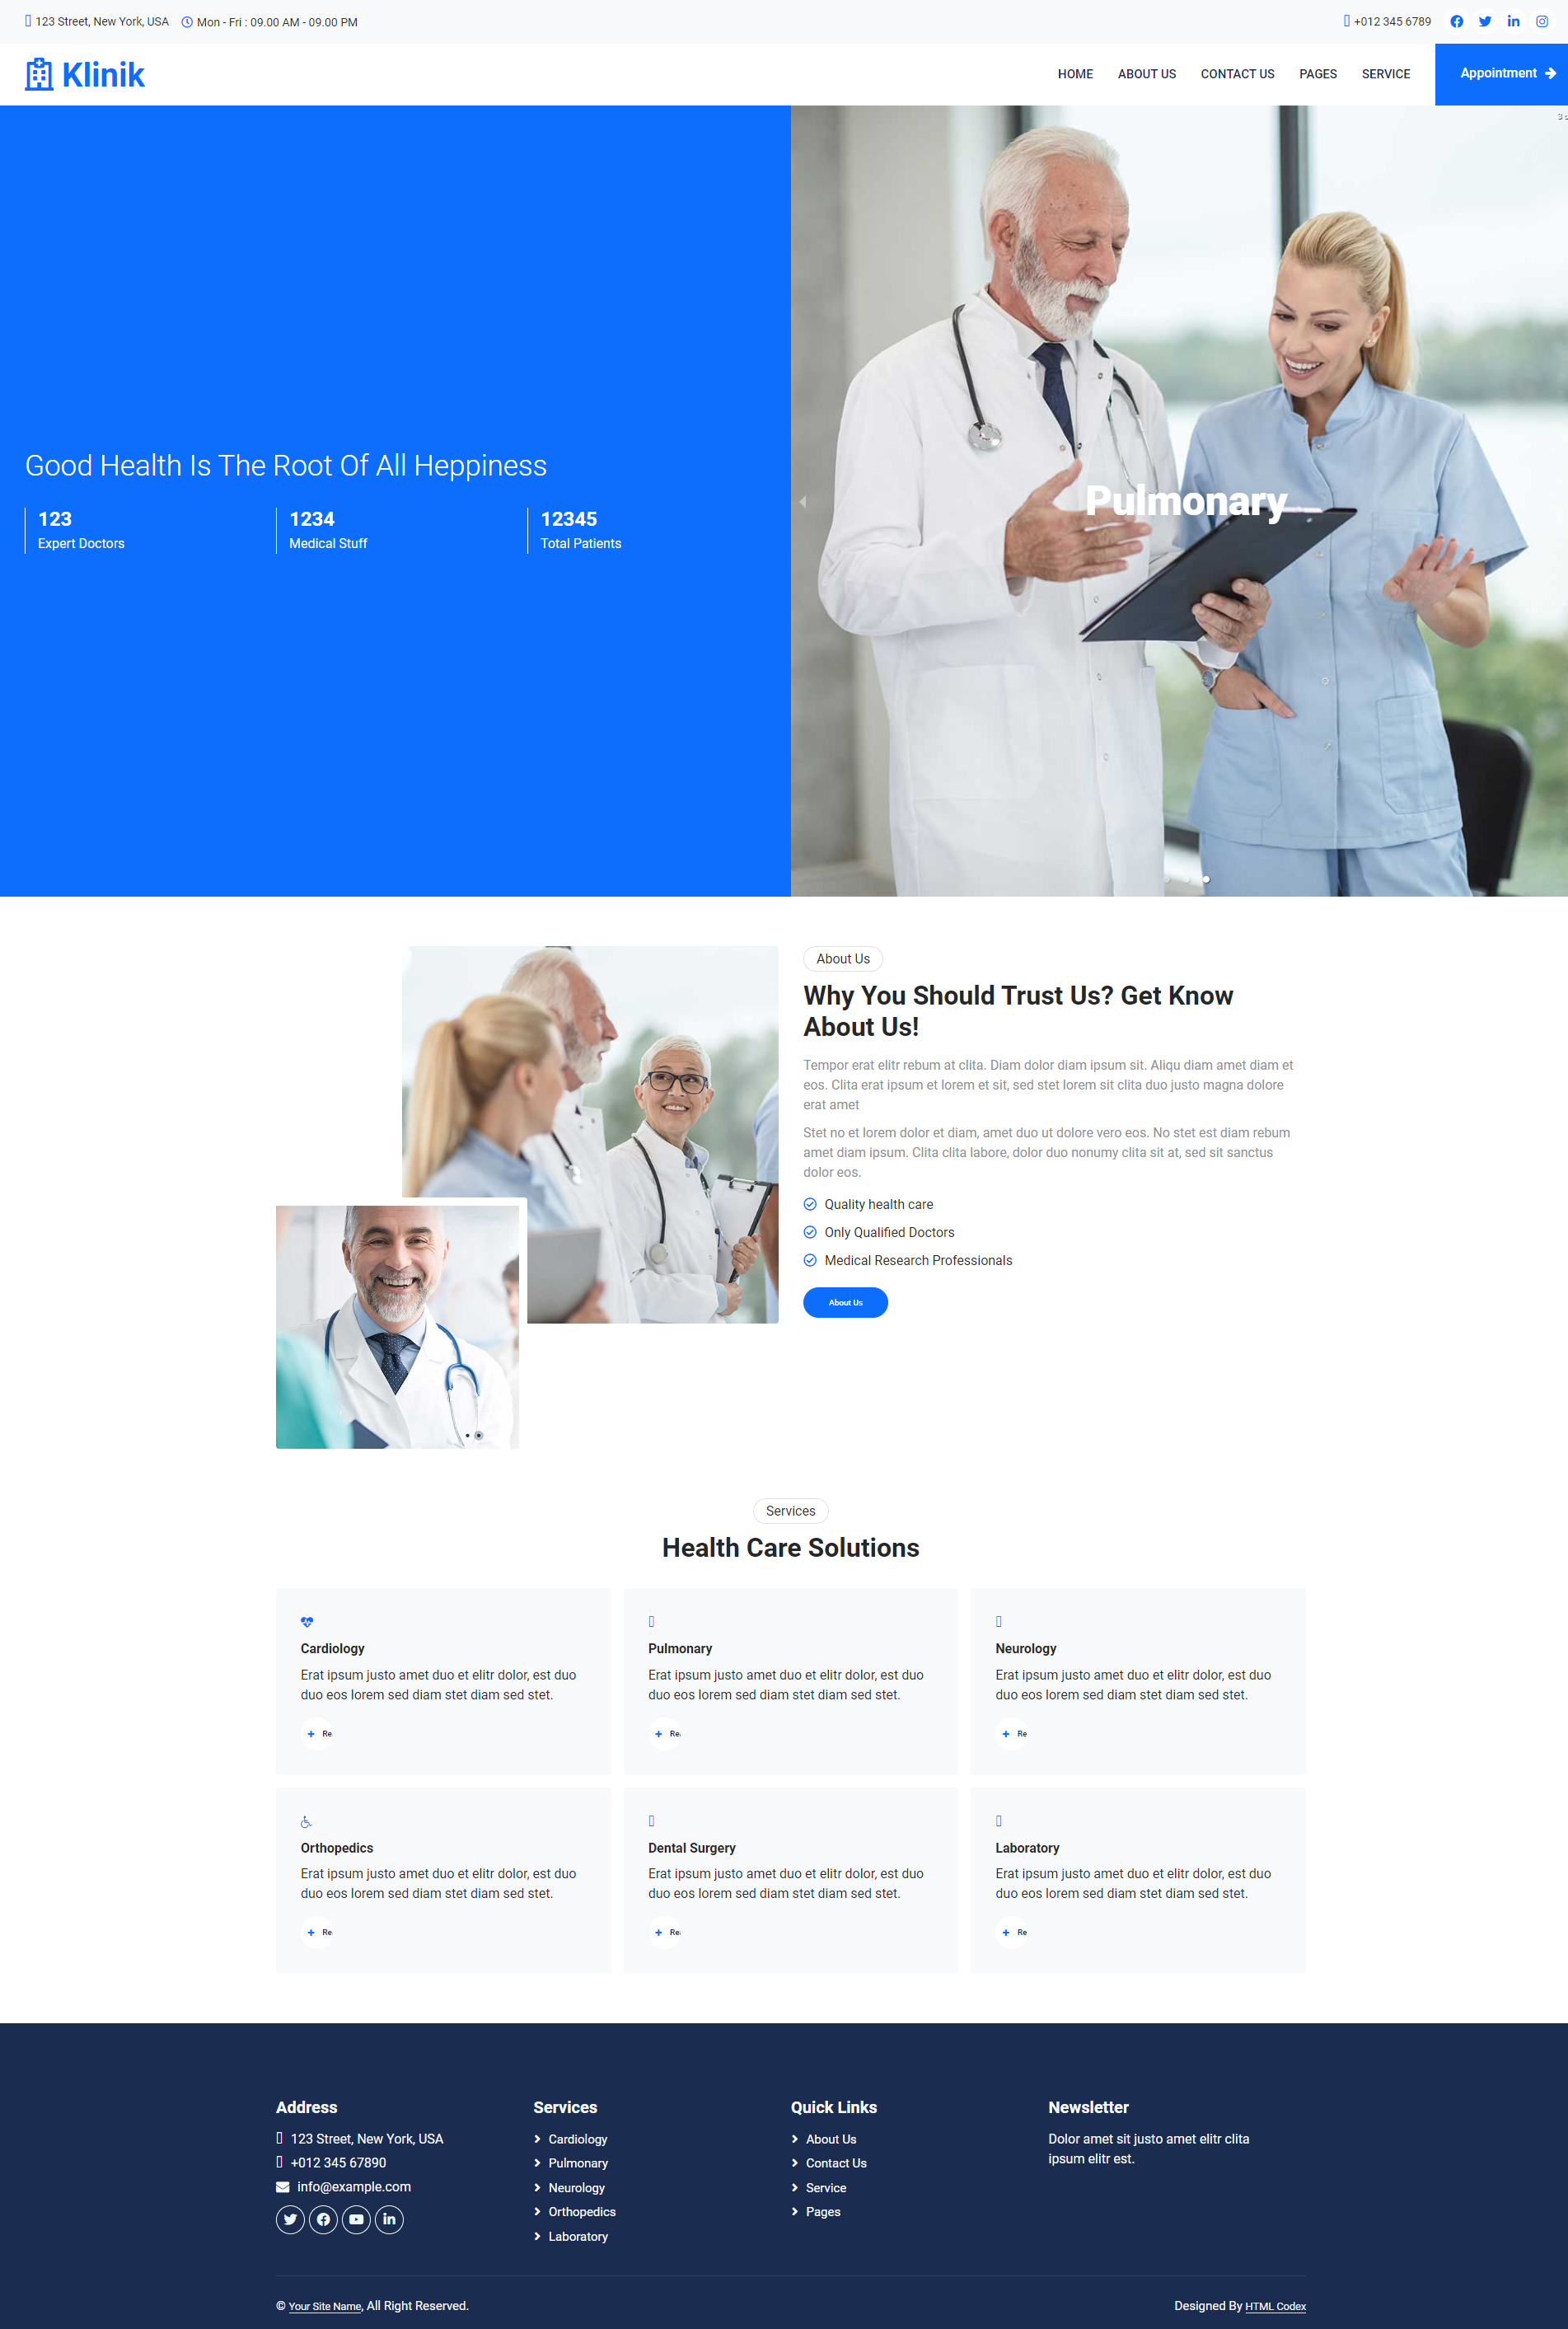 123 Street, New York, USA
Mon - Fri : 09.00 AM - 09.00 PM
+012 345 6789
Klinik
HOME
ABOUT US
CONTACT US
PAGES
SERVICE
Appointment
3
Good Health Is The Root Of All Heppiness
123
Expert Doctors
1234
Medical Stuff
12345
Total Patients
Pulmonary
About Us
Why You Should Trust Us? Get Know
About Us!
Tempor erat elitr rebum at clita. Diam dolor diam ipsum sit. Aliqu diam amet diam et
eos. Clita erat ipsum et lorem et sit, sed stet lorem sit clita duo justo magna dolore
erat amet
Stet no et lorem dolor et diam, amet duo ut dolore vero eos. No stet est diam rebum
amet diam ipsum. Clita clita labore, dolor duo nonumy clita sit at, sed sit sanctus
dolor eos.
Quality health care
Only Qualified Doctors
Medical Research Professionals
About Us
Services
Health Care Solutions
Cardiology
Erat ipsum justo amet duo et elitr dolor, est duo
duo eos lorem sed diam stet diam sed stet.
+ Re
Pulmonary
Erat ipsum justo amet duo et elitr dolor, est duo
duo eos lorem sed diam stet diam sed stet.
+ Re
Neurology
Erat ipsum justo amet duo et elitr dolor, est duo
duo eos lorem sed diam stet diam sed stet.
+ Re
Orthopedics
Erat ipsum justo amet duo et elitr dolor, est duo
duo eos lorem sed diam stet diam sed stet.
+ Re
Dental Surgery
Erat ipsum justo amet duo et elitr dolor, est duo
duo eos lorem sed diam stet diam sed stet.
+ Re
Laboratory
Erat ipsum justo amet duo et elitr dolor, est duo
duo eos lorem sed diam stet diam sed stet.
+ Re
Address
123 Street, New York, USA
+012 345 67890
info@example.com
Services
Cardiology
Pulmonary
Neurology
Orthopedics
Laboratory
Quick Links
About Us
Contact Us
Service
Pages
Newsletter
Dolor amet sit justo amet elitr clita
ipsum elitr est.
© Your Site Name, All Right Reserved.
Designed By HTML Codex